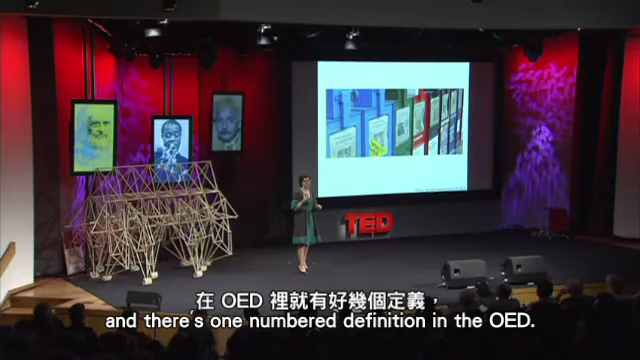 TED
在 OED 裡就有好幾個定義，
and there's one numbered definition in the OED.